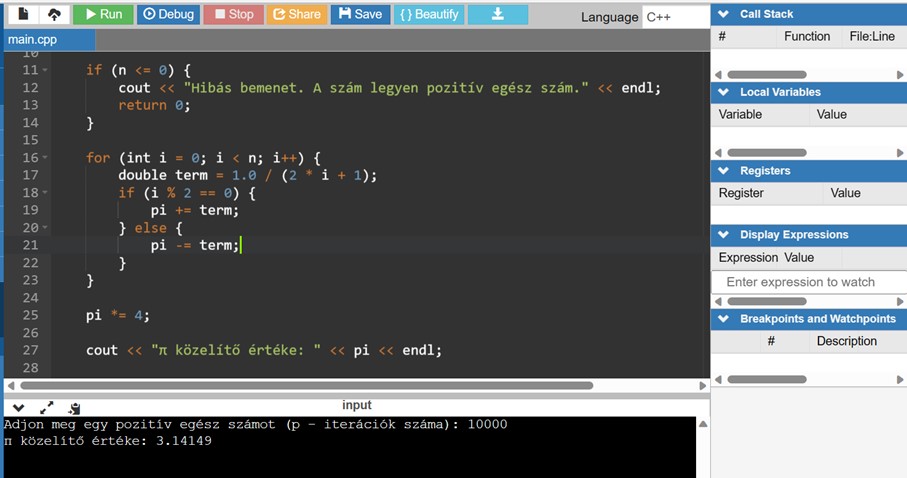 Run Debug Stop Share Save { } Beautify Language C++
main.cpp
10
11 if (n <= 0) {
12 cout << "Hibás bemenet. A szám legyen pozitív egész szám." << endl;
13 return 0;
14 }
15
16 for (int i = 0; i < n; i++) {
17 double term = 1.0 / (2 * i + 1);
18 if (i % 2 == 0) {
19 pi += term;
20 } else {
21 pi -= term;
22 }
23 }
24
25 pi *= 4;
26
27 cout << "π közelítő értéke: " << pi << endl;
28
input
Adjon meg egy pozitív egész számot (p - iterációk száma): 10000
π közelítő értéke: 3.14149
Call Stack
# Function File:Line
Local Variables
Variable Value
Registers
Register Value
Display Expressions
Expression Value
Enter expression to watch
Breakpoints and Watchpoints
# Description